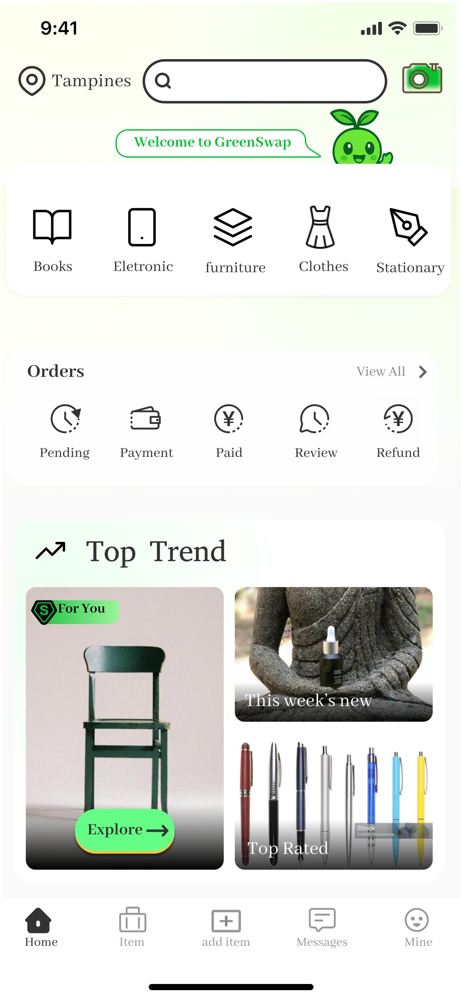 9:41
Tampines
Welcome to GreenSwap
Books
Eletronic
furniture
Clothes
Stationary
Orders
View All
¥
¥
Pending
Payment
Paid
Review
Refund
Top Trend
S
For You
This week's new
iStock
Credit: ineskoleva
Explore
Top Rated
Home
Item
add item
Messages
Mine